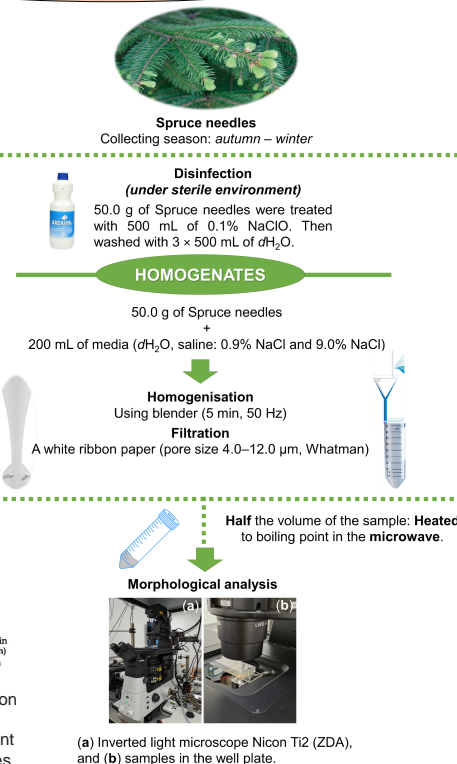 Spruce needles
Collecting season: autumn – winter
Disinfection
(under sterile environment)
50.0 g of Spruce needles were treated
with 500 mL of 0.1% NaClO. Then
washed with 3 × 500 mL of dH₂O.
HOMOGENATES
50.0 g of Spruce needles
+
200 mL of media (dH₂O, saline: 0.9% NaCl and 9.0% NaCl)
Homogenisation
Using blender (5 min, 50 Hz)
Filtration
A white ribbon paper (pore size 4.0–12.0 µm, Whatman)
Half the volume of the sample: Heated
to boiling point in the microwave.
Morphological analysis
(a)
(b)
in
on
nt
es
(a) Inverted light microscope Nicon Ti2 (ZDA),
and (b) samples in the well plate.